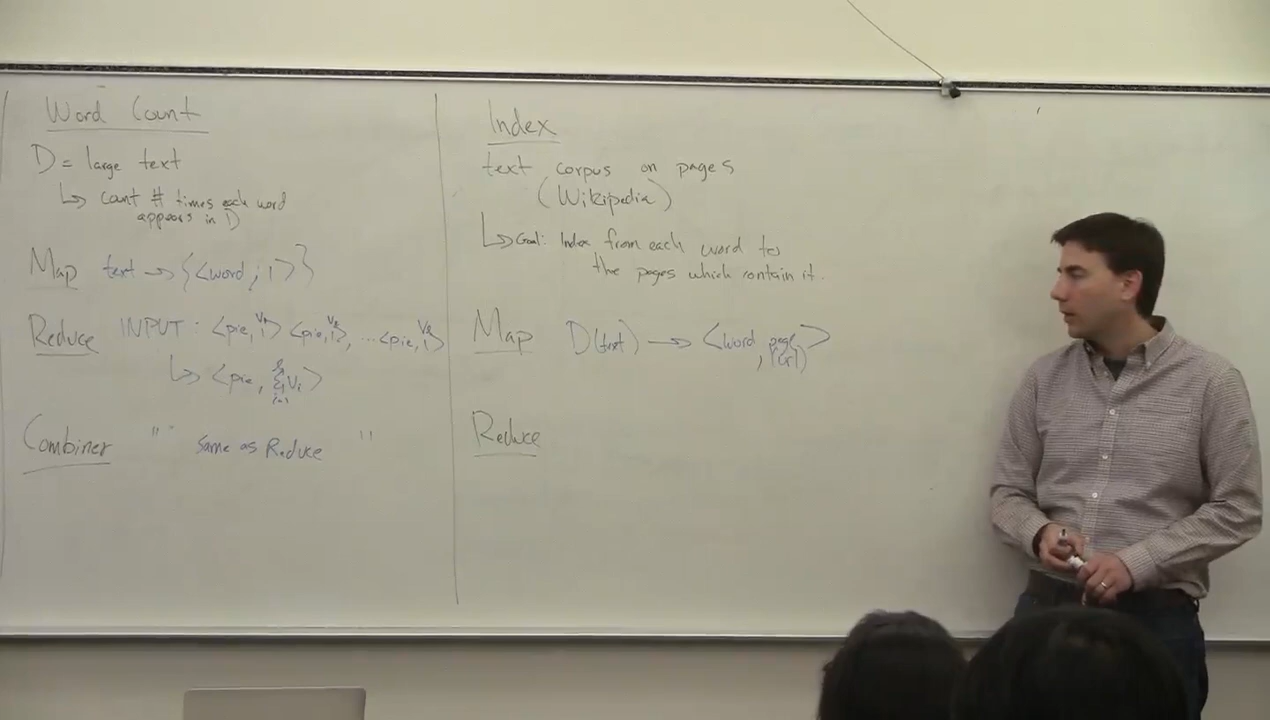 Word Count
D = large text
↳ count # times each word
appears in D
Map text → {<word, 1>}
Reduce INPUT: <pie, 1> <pie, 1>, ... <pie, 1>
↳ <pie, Σ vi>
i=1
Combiner " same as Reduce "
Index
text corpus on pages
(Wikipedia)
↳ Goal: Index from each word to
the pages which contain it.
Map D(text) → <word, page>
Reduce